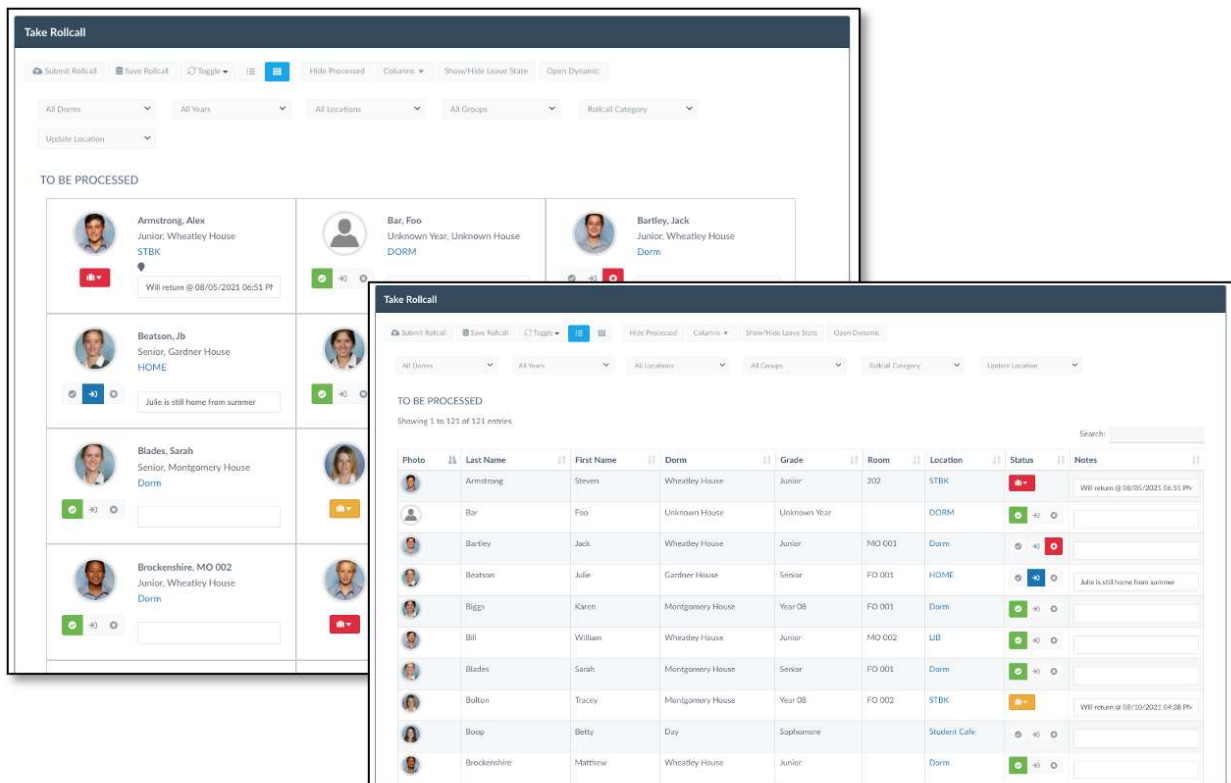 Take Rollcall
Submit Rollcall Save Rollcall Toggle Hide Processed Columns Show/Hide Leave State Open Dynamic
All Dorms All Years All Locations All Groups Rollcall Category
Update Location
TO BE PROCESSED
Armstrong, Alex
Junior, Wheatley House
STBK
Will return @ 08/05/2021 06:51 PM
Bar, Foo
Unknown Year, Unknown House
DORM
Bartley, Jack
Junior, Wheatley House
Dorm
Beatson, Jb
Senior, Gardner House
HOME
Julie is still home from summer
Blades, Sarah
Senior, Montgomery House
Dorm
Brockenshire, MO 002
Junior, Wheatley House
Dorm
Take Rollcall
Submit Rollcall Save Rollcall Toggle Hide Processed Columns Show/Hide Leave State Open Dynamic
All Dorms All Years All Locations All Groups Rollcall Category Update Location
TO BE PROCESSED
Showing 1 to 121 of 121 entries
Search:
Photo Last Name First Name Dorm Grade Room Location Status Notes
Armstrong Steven Wheatley House Junior 202 STBK Will return @ 08/05/2021 06:51 PM
Bar Foo Unknown House Unknown Year DORM
Bartley Jack Wheatley House Junior MO 001 Dorm
Beatson Julie Gardner House Senior FO 001 HOME Julie is still home from summer
Biggs Karen Montgomery House Year 08 FO 001 Dorm
Bill William Wheatley House Junior MO 002 LIB
Blades Sarah Montgomery House Senior FO 001 Dorm
Bolton Tracey Montgomery House Year 08 FO 002 STBK Will return @ 08/10/2021 04:38 PM
Boop Betty Day Sophomore Student Cafe
Brockenshire Matthew Wheatley House Junior Dorm